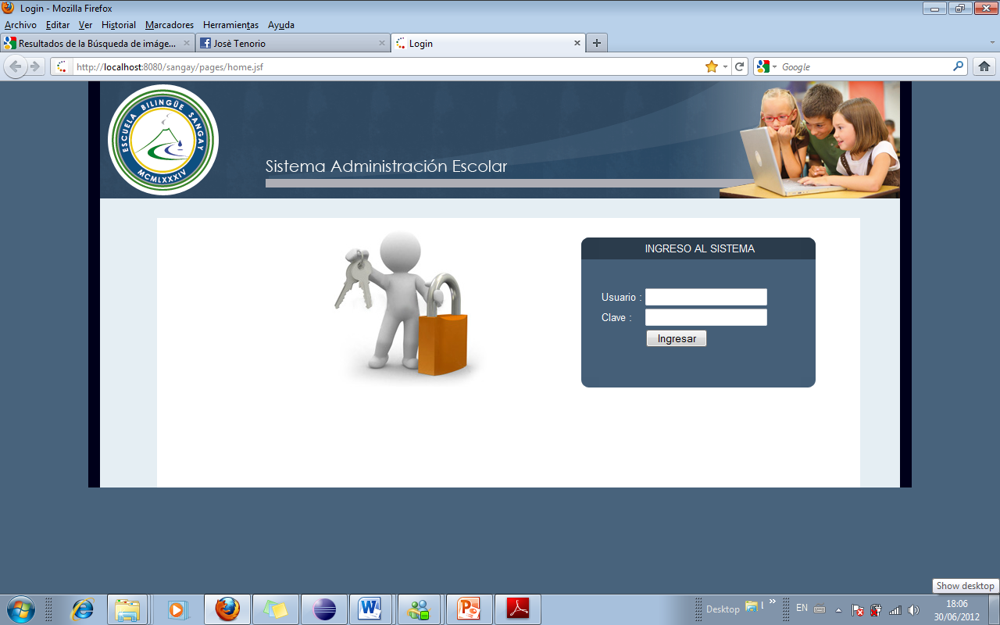 Login - Mozilla Firefox
Archivo Editar Ver Historial Marcadores Herramientas Ayuda
Resultados de la Búsqueda de imáge... Josè Tenorio Login
http://localhost:8080/sangay/pages/home.jsf Google
ESCUELA BILINGÜE SANGAY
MCMLXXXIV
Sistema Administración Escolar
INGRESO AL SISTEMA
Usuario :
Clave :
Ingresar
Show desktop
Desktop l » EN 18:06
30/06/2012